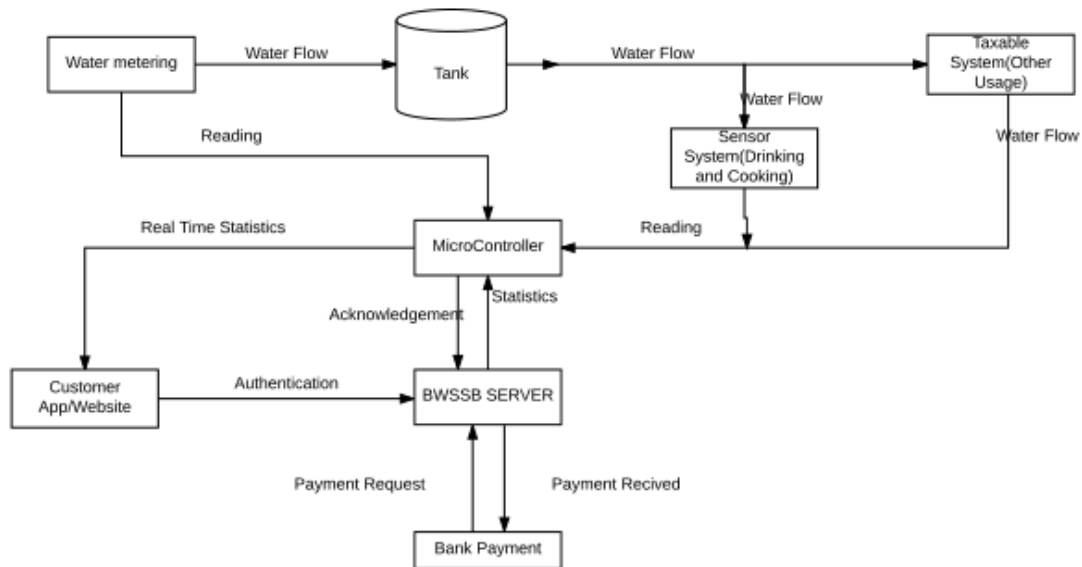 Water metering
Water Flow
Tank
Water Flow
Taxable
System(Other
Usage)
Water Flow
Reading
Sensor
System(Drinking
and Cooking)
Water Flow
Real Time Statistics
MicroController
Reading
Statistics
Acknowledgement
Customer
App/Website
Authentication
BWSSB SERVER
Payment Request
Payment Recived
Bank Payment